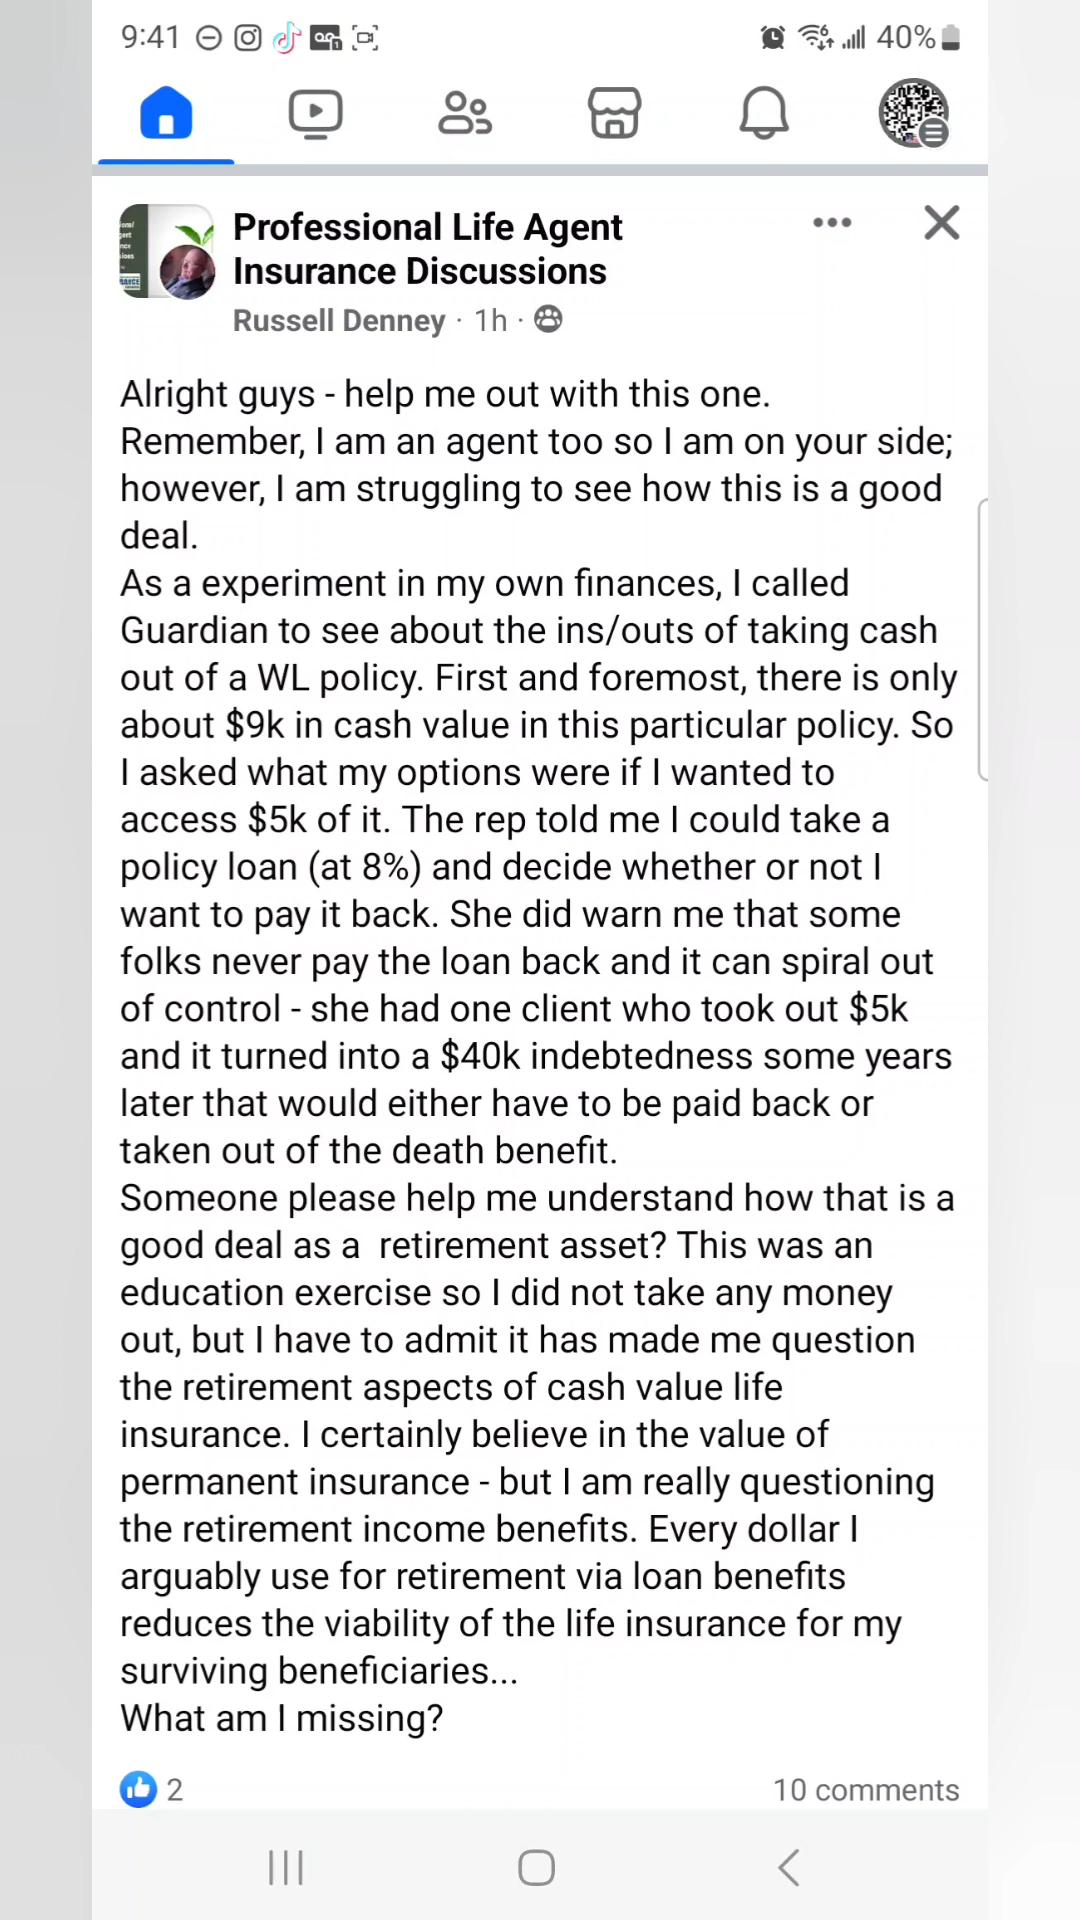 9:41
40%
Professional Life Agent
Insurance Discussions
Russell Denney · 1h ·
Alright guys - help me out with this one.
Remember, I am an agent too so I am on your side;
however, I am struggling to see how this is a good
deal.
As a experiment in my own finances, I called
Guardian to see about the ins/outs of taking cash
out of a WL policy. First and foremost, there is only
about $9k in cash value in this particular policy. So
I asked what my options were if I wanted to
access $5k of it. The rep told me I could take a
policy loan (at 8%) and decide whether or not I
want to pay it back. She did warn me that some
folks never pay the loan back and it can spiral out
of control - she had one client who took out $5k
and it turned into a $40k indebtedness some years
later that would either have to be paid back or
taken out of the death benefit.
Someone please help me understand how that is a
good deal as a  retirement asset? This was an
education exercise so I did not take any money
out, but I have to admit it has made me question
the retirement aspects of cash value life
insurance. I certainly believe in the value of
permanent insurance - but I am really questioning
the retirement income benefits. Every dollar I
arguably use for retirement via loan benefits
reduces the viability of the life insurance for my
surviving beneficiaries...
What am I missing?
2
10 comments